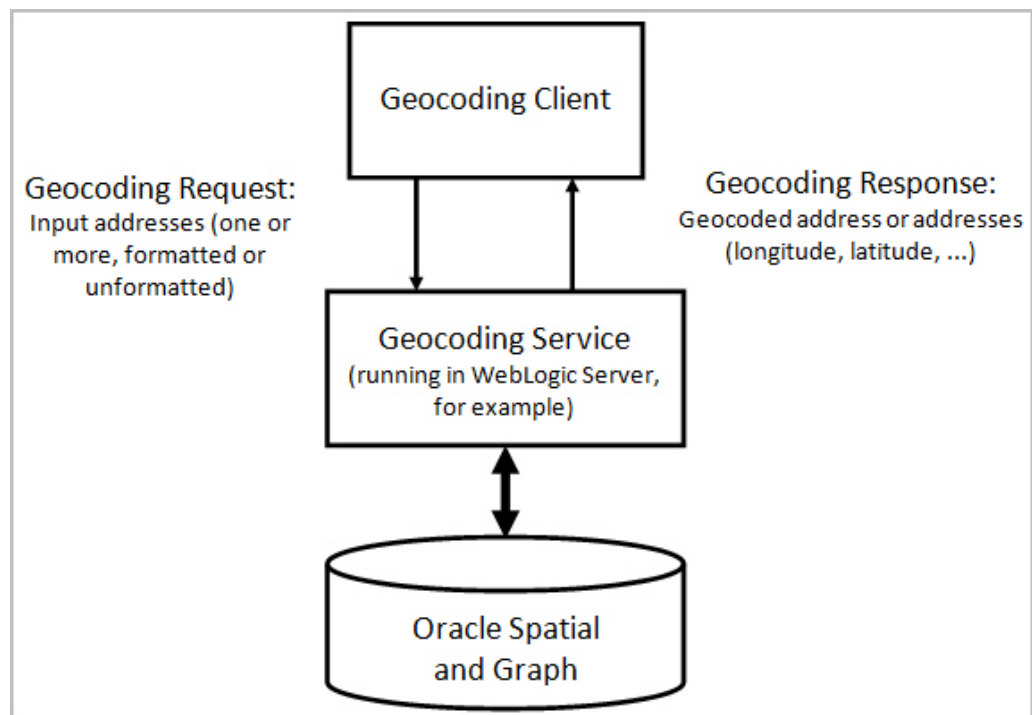 Geocoding Client
Geocoding Request:
Input addresses (one or
more, formatted or
unformatted)
Geocoding Response:
Geocoded address or addresses
(longitude, latitude, ...)
Geocoding Service
(running in WebLogic Server,
for example)
Oracle Spatial
and Graph